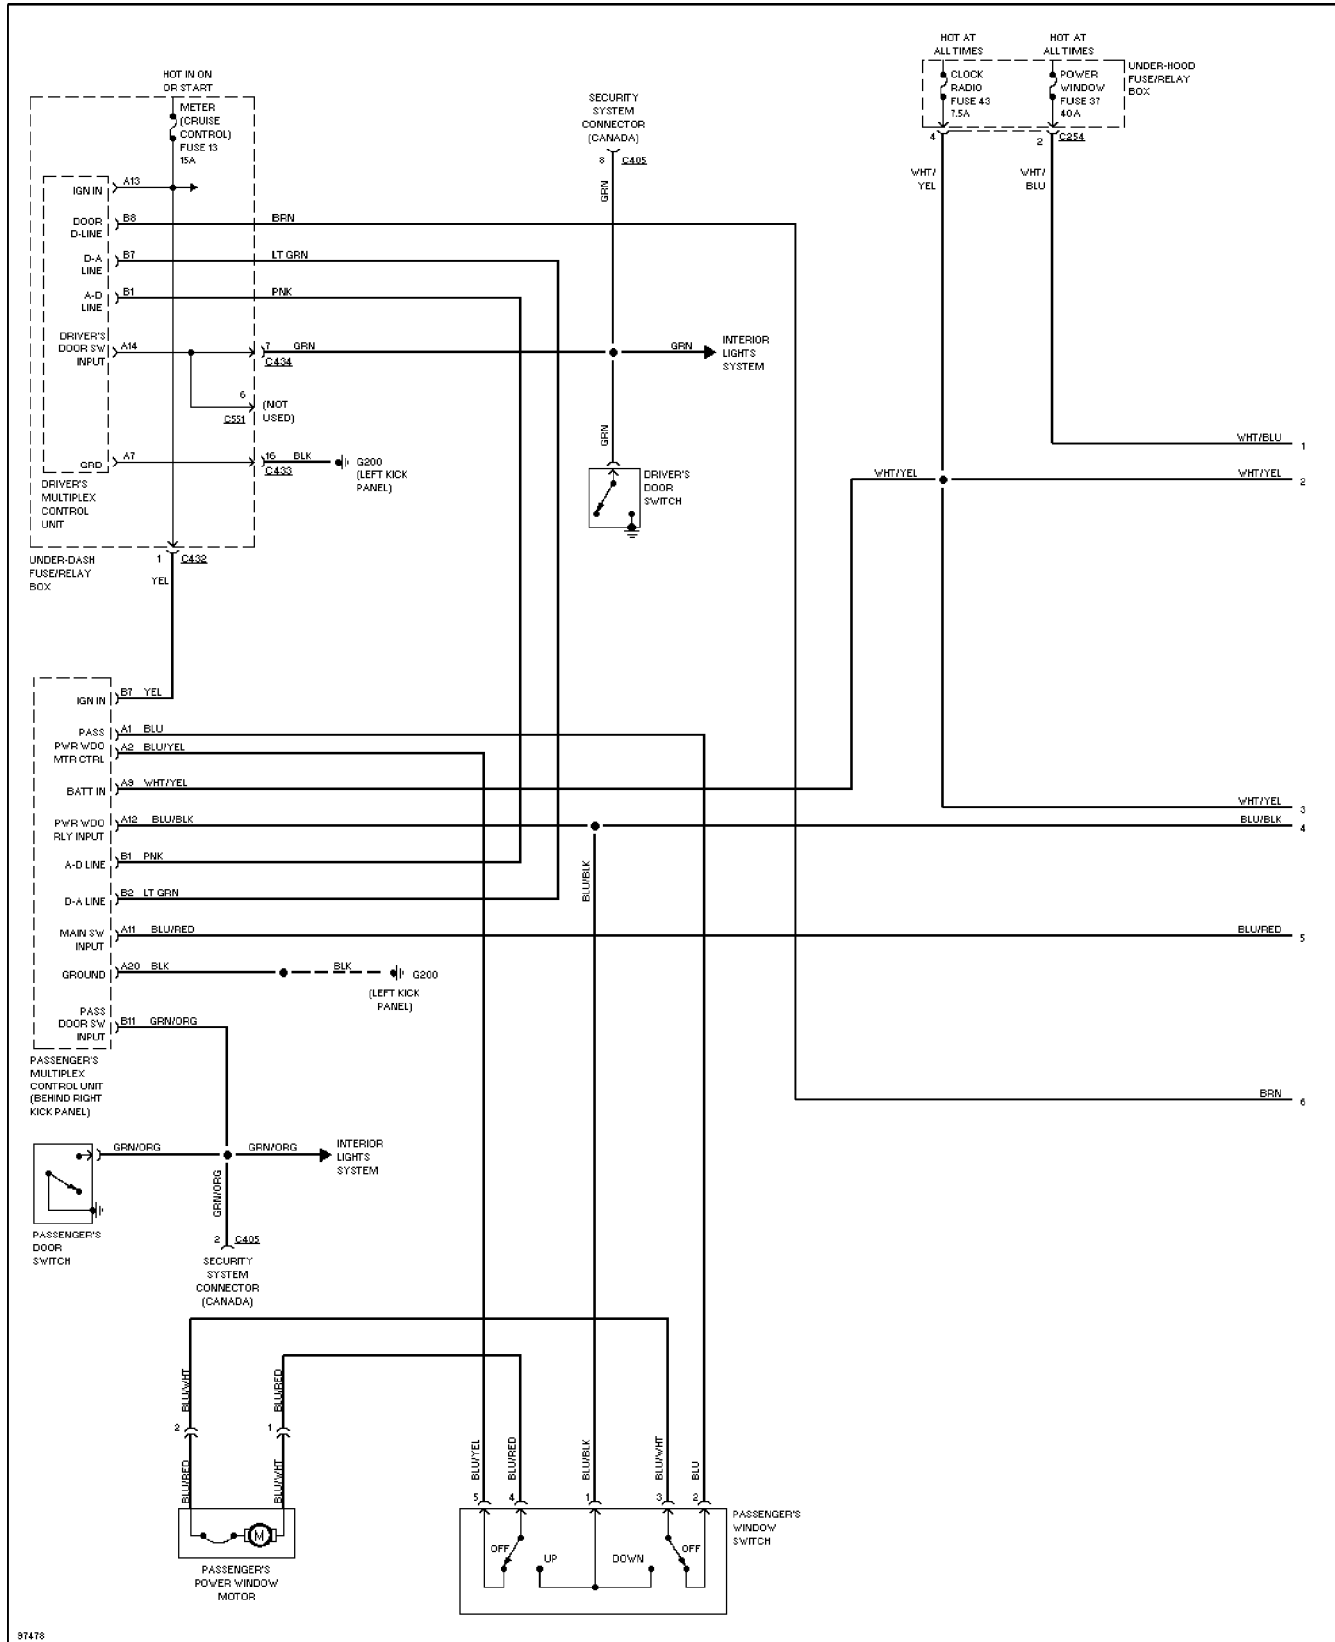 HOT AT
ALL TIMES
HOT AT
ALL TIMES
CLOCK
RADIO
FUSE 43
7.5A
POWER
WINDOW
FUSE 37
40A
UNDER-HOOD
FUSE/RELAY
BOX
4
2
C254
WHT/
YEL
WHT/
BLU
HOT IN ON
OR START
METER
(CRUISE
CONTROL)
FUSE 13
15A
SECURITY
SYSTEM
CONNECTOR
(CANADA)
8
C405
GRN
IGN IN
A13
DOOR
D-LINE
B8
BRN
D-A
LINE
B7
LT GRN
A-D
LINE
B1
PNK
DRIVER'S
DOOR SW
INPUT
A14
7
GRN
C434
GRN
INTERIOR
LIGHTS
SYSTEM
6
C551
(NOT
USED)
GRN
GRD
A7
16
BLK
C433
G200
(LEFT KICK
PANEL)
DRIVER'S
MULTIPLEX
CONTROL
UNIT
DRIVER'S
DOOR
SWITCH
WHT/BLU
1
WHT/YEL
WHT/YEL
2
UNDER-DASH
FUSE/RELAY
BOX
1
C432
YEL
IGN IN
B7
YEL
PASS
PWR WDO
MTR CTRL
A1
BLU
A2
BLU/YEL
BATT IN
A9
WHT/YEL
WHT/YEL
3
PWR WDO
RLY INPUT
A12
BLU/BLK
BLU/BLK
4
A-D LINE
B1
PNK
BLU/BLK
D-A LINE
B2
LT GRN
MAIN SW
INPUT
A11
BLU/RED
BLU/RED
5
GROUND
A20
BLK
BLK
G200
(LEFT KICK
PANEL)
PASS
DOOR SW
INPUT
B11
GRN/ORG
PASSENGER'S
MULTIPLEX
CONTROL UNIT
(BEHIND RIGHT
KICK PANEL)
BRN
6
GRN/ORG
GRN/ORG
INTERIOR
LIGHTS
SYSTEM
GRN/ORG
PASSENGER'S
DOOR
SWITCH
2
C405
SECURITY
SYSTEM
CONNECTOR
(CANADA)
BLU/WHT
BLU/RED
2
1
BLU/RED
BLU/WHT
BLU/YEL
BLU/RED
BLU/BLK
BLU/WHT
BLU
5
4
1
3
2
PASSENGER'S
WINDOW
SWITCH
M
OFF
UP
DOWN
OFF
PASSENGER'S
POWER WINDOW
MOTOR
97478